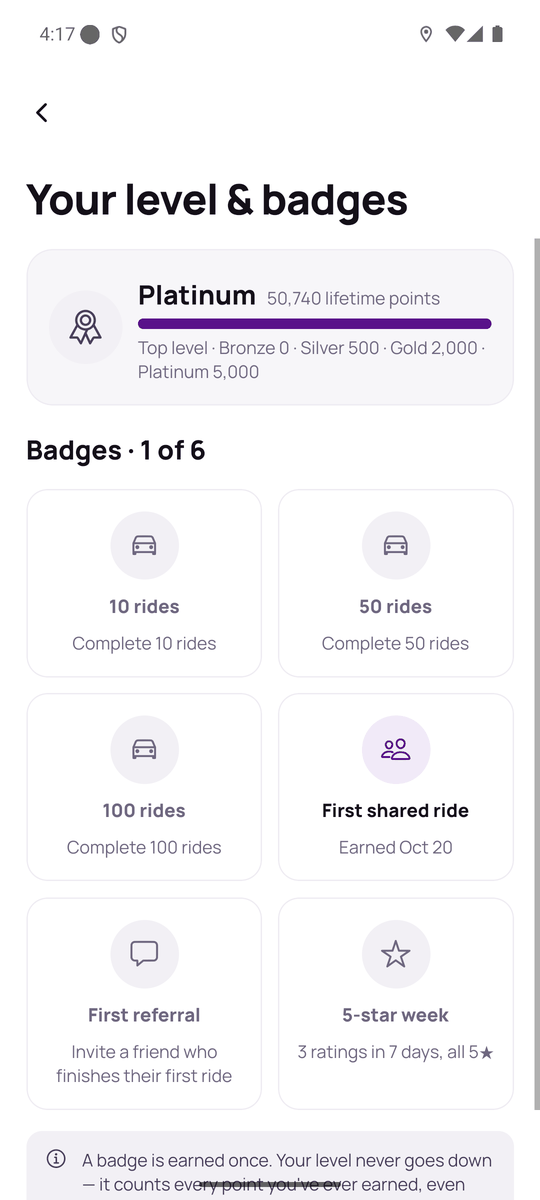 4:17
Your level & badges
Platinum 50,740 lifetime points
Top level · Bronze 0 · Silver 500 · Gold 2,000 ·
Platinum 5,000
Badges · 1 of 6
10 rides
Complete 10 rides
50 rides
Complete 50 rides
100 rides
Complete 100 rides
First shared ride
Earned Oct 20
First referral
Invite a friend who
finishes their first ride
5-star week
3 ratings in 7 days, all 5★
A badge is earned once. Your level never goes down
— it counts every point you've ever earned, even